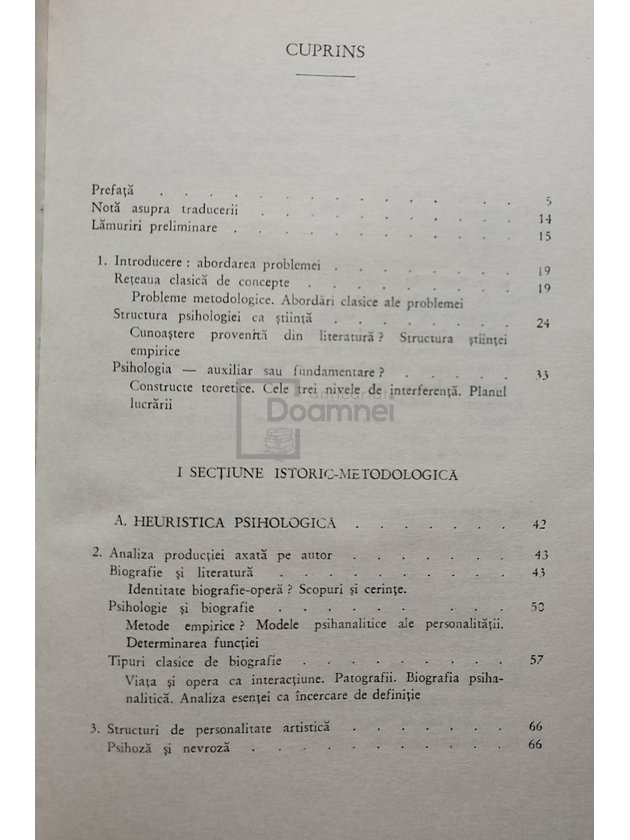 CUPRINS
Prefață . . . . . . . . . . . . 5
Notă asupra traducerii . . . . . . . . . . 14
Lămuriri preliminare . . . . . . . . . . 15
1. Introducere : abordarea problemei . . . . . . . 19
Rețeaua clasică de concepte . . . . . . . . 19
Probleme metodologice. Abordări clasice ale problemei
Structura psihologiei ca știință . . . . . . . 24
Cunoaștere provenită din literatură ? Structura științei
empirice
Psihologia — auxiliar sau fundamentare ? . . . . . 33
Constructe teoretice. Cele trei nivele de interferență. Planul
lucrării
anticariat
Doamnei
I SECȚIUNE ISTORIC-METODOLOGICĂ
A. HEURISTICA PSIHOLOGICĂ . . . . . . 42
2. Analiza producției axată pe autor . . . . . . . 43
Biografie și literatură . . . . . . . . . 43
Identitate biografie-operă ? Scopuri și cerințe.
Psihologie și biografie . . . . . . . . . 50
Metode empirice ? Modele psihanalitice ale personalității.
Determinarea funcției
Tipuri clasice de biografie . . . . . . . . 57
Viața și opera ca interacțiune. Patografii. Biografia psiha-
nalitică. Analiza esenței ca încercare de definiție
3. Structuri de personalitate artistică . . . . . . 66
Psihoză și nevroză . . . . . . . . . . 66